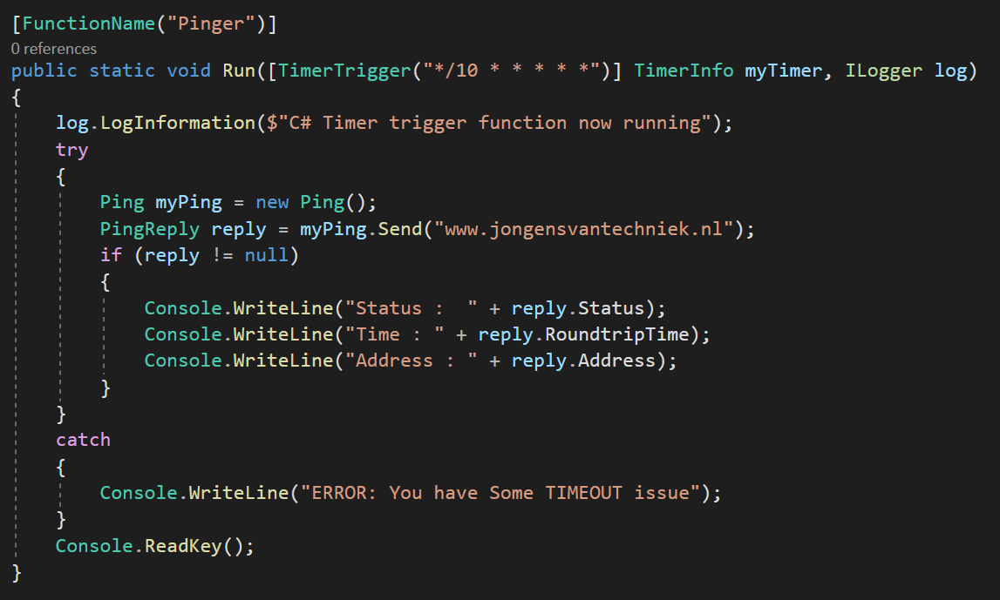 [FunctionName("Pinger")]
0 references
public static void Run([TimerTrigger("*/10 * * * * *")] TimerInfo myTimer, ILogger log)
{
    log.LogInformation($"C# Timer trigger function now running");
    try
    {
        Ping myPing = new Ping();
        PingReply reply = myPing.Send("www.jongensvantechniek.nl");
        if (reply != null)
        {
            Console.WriteLine("Status :  " + reply.Status);
            Console.WriteLine("Time : " + reply.RoundtripTime);
            Console.WriteLine("Address : " + reply.Address);
        }
    }
    catch
    {
        Console.WriteLine("ERROR: You have Some TIMEOUT issue");
    }
    Console.ReadKey();
}